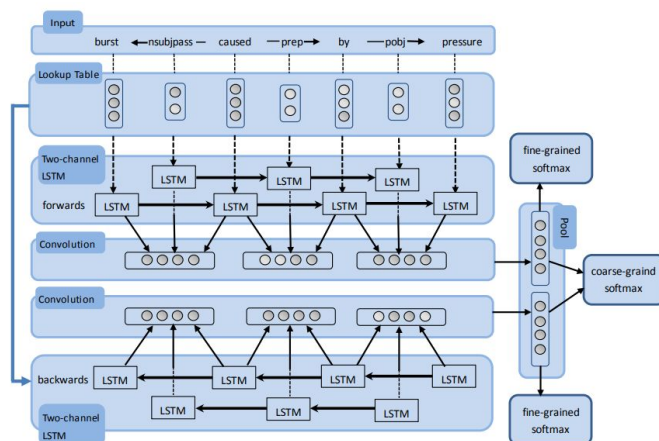 Input
burst nsubjpass caused prep by pobj pressure
Lookup Table
Two-channel
LSTM
LSTM LSTM LSTM
forwards
LSTM LSTM LSTM LSTM
Convolution
Convolution
backwards
LSTM LSTM LSTM LSTM
LSTM LSTM LSTM
Two-channel
LSTM
fine-grained
softmax
Pool
coarse-graind
softmax
fine-grained
softmax